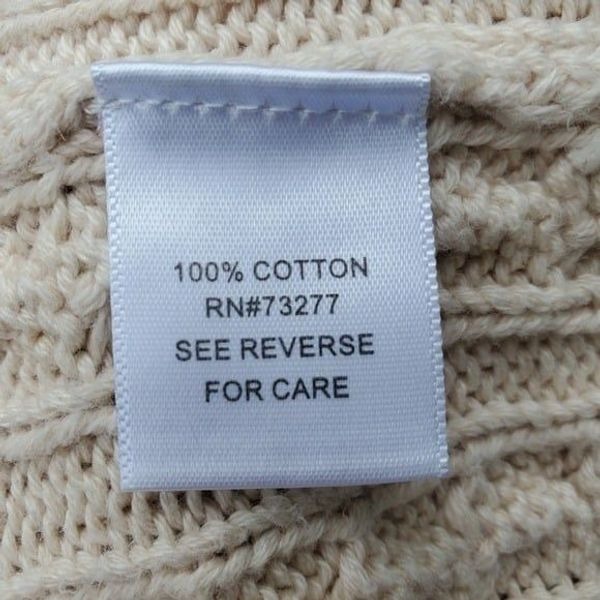 100% COTTON
RN#73277
SEE REVERSE
FOR CARE